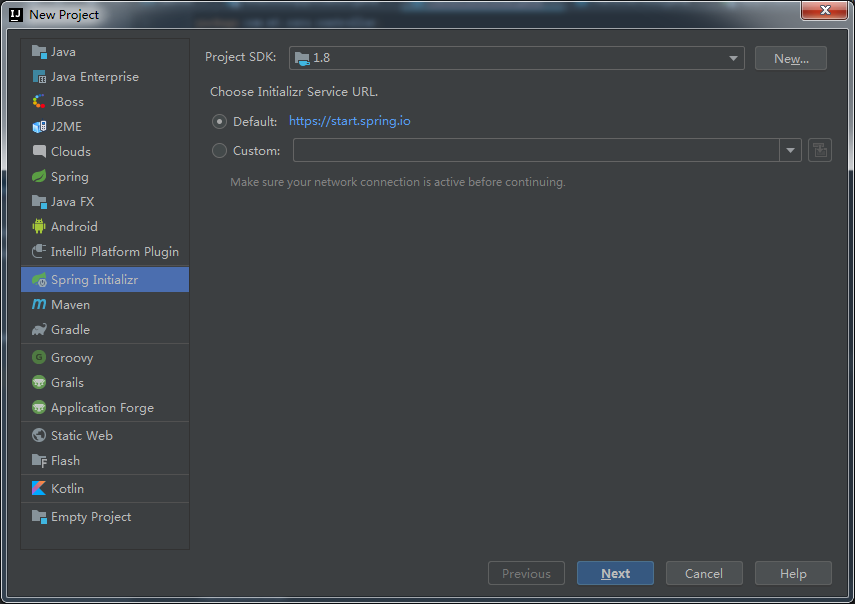 New Project
Java
Java Enterprise
JBoss
J2ME
Clouds
Spring
Java FX
Android
IntelliJ Platform Plugin
Spring Initializr
Maven
Gradle
Groovy
Grails
Application Forge
Static Web
Flash
Kotlin
Empty Project
Project SDK: 1.8 New...
Choose Initializr Service URL.
Default: https://start.spring.io
Custom:
Make sure your network connection is active before continuing.
Previous Next Cancel Help